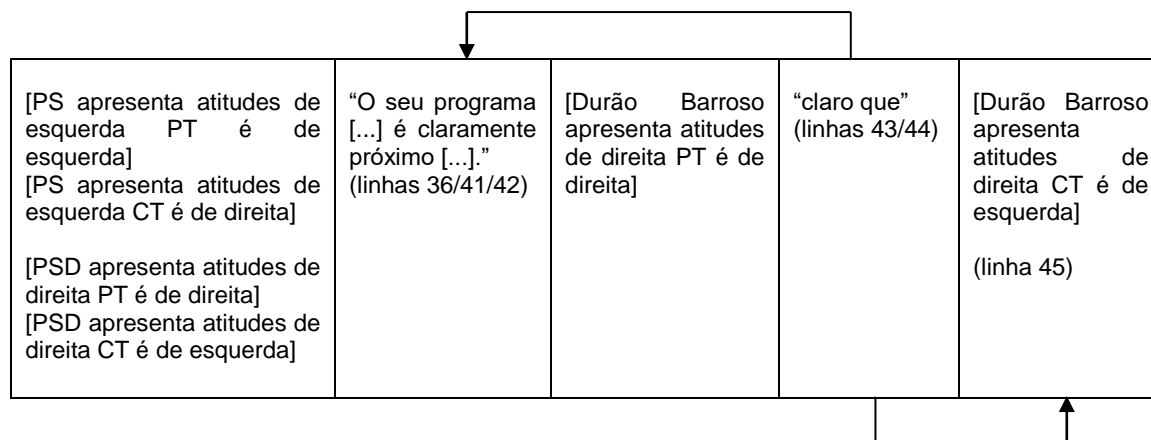 [PS apresenta atitudes de
esquerda PT é de
esquerda]
[PS apresenta atitudes de
esquerda CT é de direita]
[PSD apresenta atitudes de
direita PT é de direita]
[PSD apresenta atitudes de
direita CT é de esquerda]
“O seu programa
[...] é claramente
próximo [...].”
(linhas 36/41/42)
[Durão Barroso
apresenta atitudes
de direita PT é de
direita]
“claro que”
(linhas 43/44)
[Durão Barroso
apresenta
atitudes de
direita CT é de
esquerda]
(linha 45)